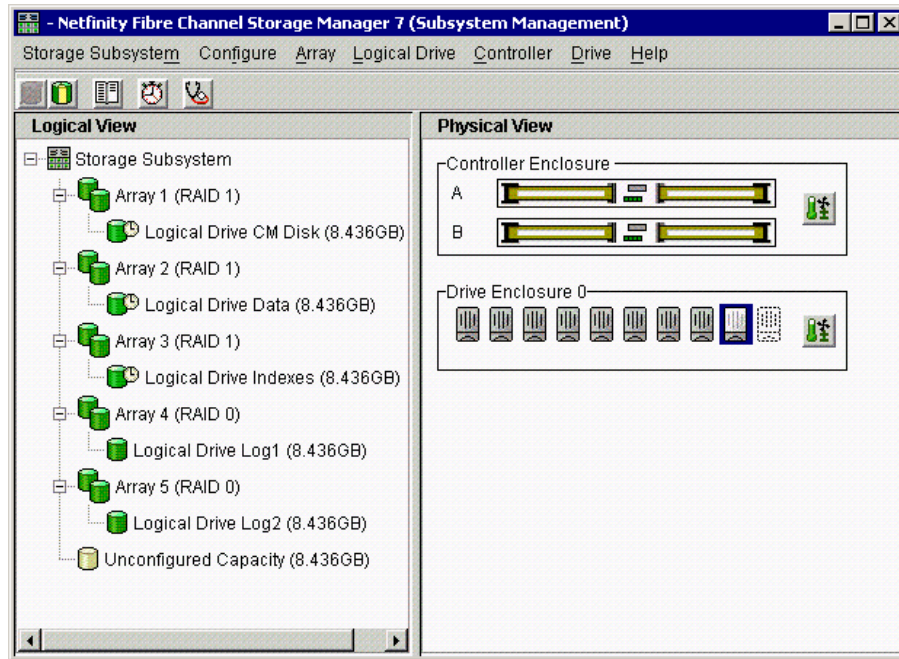 - Netfinity Fibre Channel Storage Manager 7 (Subsystem Management)
Storage Subsystem Configure Array Logical Drive Controller Drive Help
Logical View
Storage Subsystem
Array 1 (RAID 1)
Logical Drive CM Disk (8.436GB)
Array 2 (RAID 1)
Logical Drive Data (8.436GB)
Array 3 (RAID 1)
Logical Drive Indexes (8.436GB)
Array 4 (RAID 0)
Logical Drive Log1 (8.436GB)
Array 5 (RAID 0)
Logical Drive Log2 (8.436GB)
Unconfigured Capacity (8.436GB)
Physical View
Controller Enclosure
A
B
Drive Enclosure 0